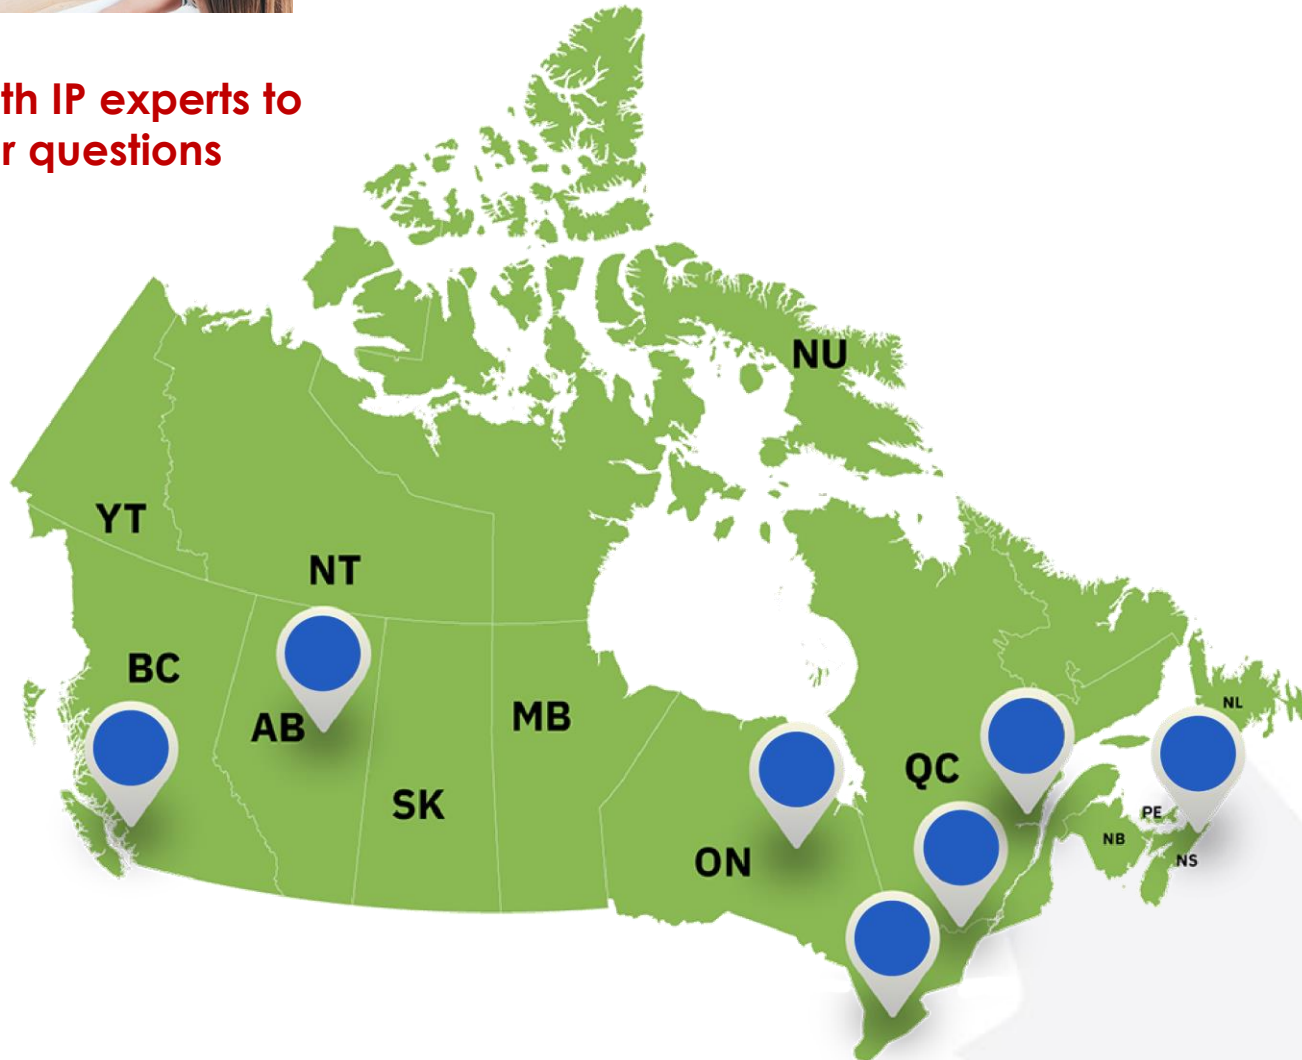 th IP experts to
r questions
NU
YT
NT
BC
AB
MB
SK
QC
ON
NL
PE
NB
NS